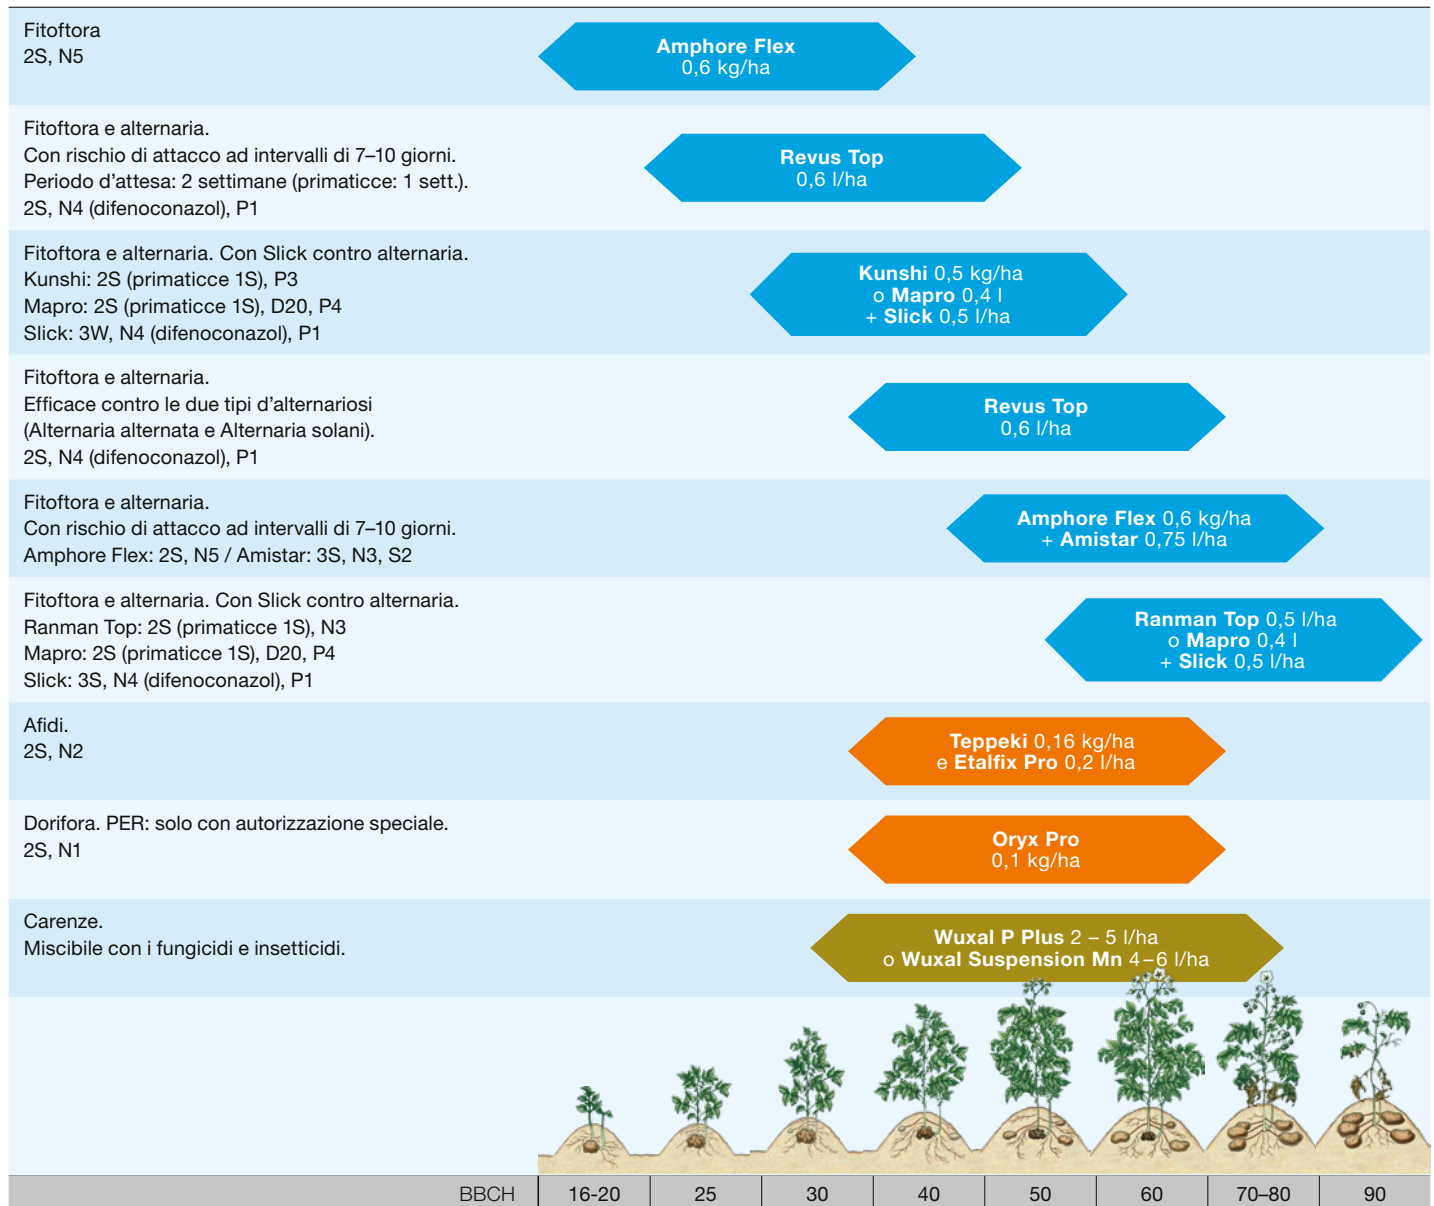 Fitoftora
2S, N5
Amphore Flex
0,6 kg/ha
Fitoftora e alternaria.
Con rischio di attacco ad intervalli di 7–10 giorni.
Periodo d'attesa: 2 settimane (primaticce: 1 sett.).
2S, N4 (difenoconazol), P1
Revus Top
0,6 l/ha
Fitoftora e alternaria. Con Slick contro alternaria.
Kunshi: 2S (primaticce 1S), P3
Mapro: 2S (primaticce 1S), D20, P4
Slick: 3W, N4 (difenoconazol), P1
Kunshi 0,5 kg/ha
o Mapro 0,4 l
+ Slick 0,5 l/ha
Fitoftora e alternaria.
Efficace contro le due tipi d'alternariosi
(Alternaria alternata e Alternaria solani).
2S, N4 (difenoconazol), P1
Revus Top
0,6 l/ha
Fitoftora e alternaria.
Con rischio di attacco ad intervalli di 7–10 giorni.
Amphore Flex: 2S, N5 / Amistar: 3S, N3, S2
Amphore Flex 0,6 kg/ha
+ Amistar 0,75 l/ha
Fitoftora e alternaria. Con Slick contro alternaria.
Ranman Top: 2S (primaticce 1S), N3
Mapro: 2S (primaticce 1S), D20, P4
Slick: 3S, N4 (difenoconazol), P1
Ranman Top 0,5 l/ha
o Mapro 0,4 l
+ Slick 0,5 l/ha
Afidi.
2S, N2
Teppeki 0,16 kg/ha
e Etalfix Pro 0,2 l/ha
Dorifora. PER: solo con autorizzazione speciale.
2S, N1
Oryx Pro
0,1 kg/ha
Carenze.
Miscibile con i fungicidi e insetticidi.
Wuxal P Plus 2 – 5 l/ha
o Wuxal Suspension Mn 4–6 l/ha
BBCH 16-20 25 30 40 50 60 70–80 90